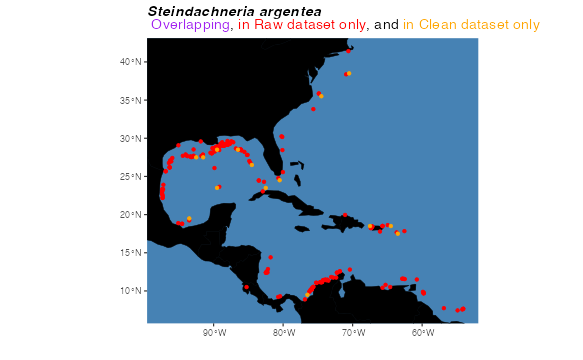 Steindachneria argentea
Overlapping, in Raw dataset only, and in Clean dataset only
40°N
35°N
30°N
25°N
20°N
15°N
10°N
90°W 80°W 70°W 60°W